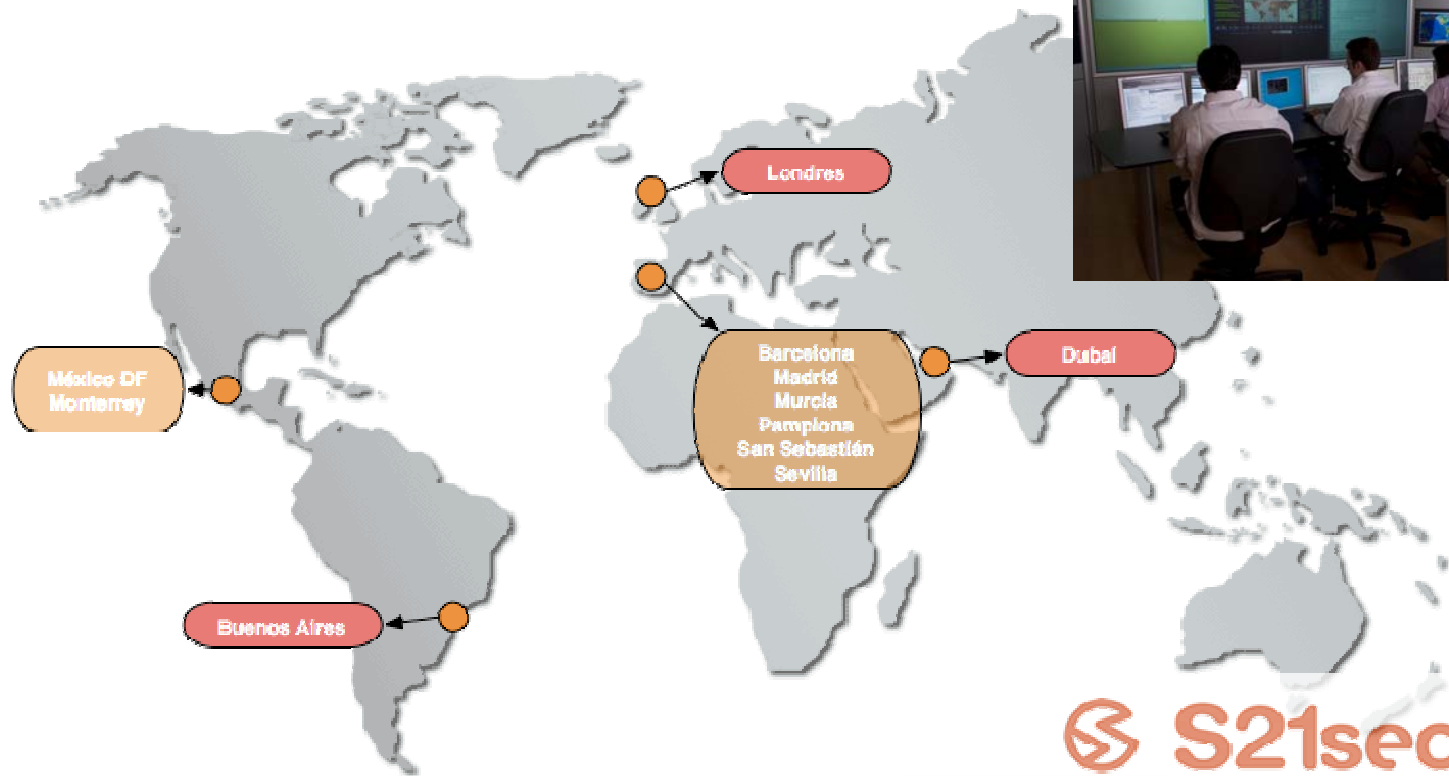 Londres
Barcelona
Madrid
Murcia
Pamplona
San Sebastián
Sevilla
Dubai
México DF
Monterrey
Buenos Aires
S21sec